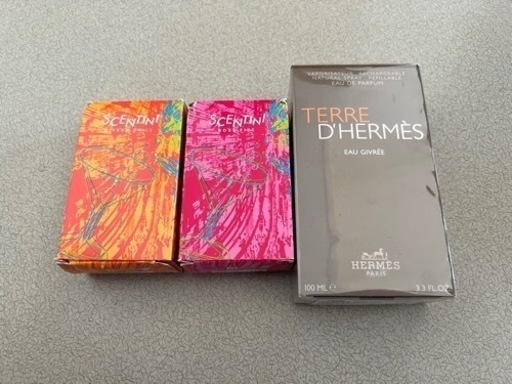 SCENTINI
SCENTINI
VAPORISATEUR RECHARGEABLE
NATURAL SPRAY REFILLABLE
EAU DE PARFUM
TERRE
D'HERMÈS
EAU GIVRÉE
HERMÈS
PARIS
100 ML ℮ 3.3 FL.OZ